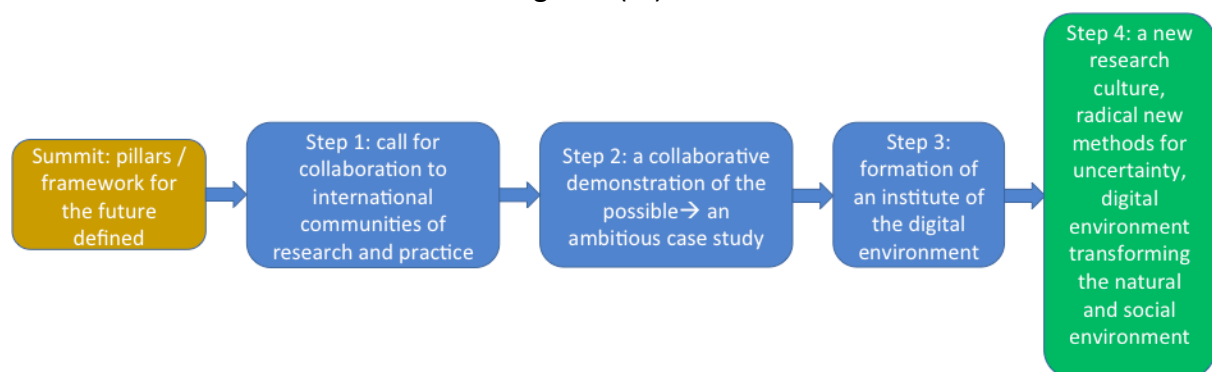 Summit: pillars /
framework for
the future
defined
Step 1: call for
collaboration to
international
communities of
research and practice
Step 2: a collaborative
demonstration of the
possible→ an
ambitious case study
Step 3:
formation of
an institute of
the digital
environment
Step 4: a new
research
culture,
radical new
methods for
uncertainty,
digital
environment
transforming
the natural
and social
environment